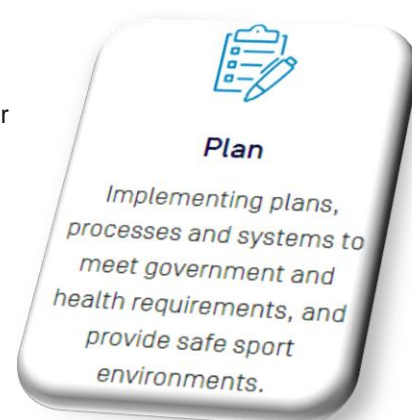 r
Plan
Implementing plans,
processes and systems to
meet government and
health requirements, and
provide safe sport
environments.